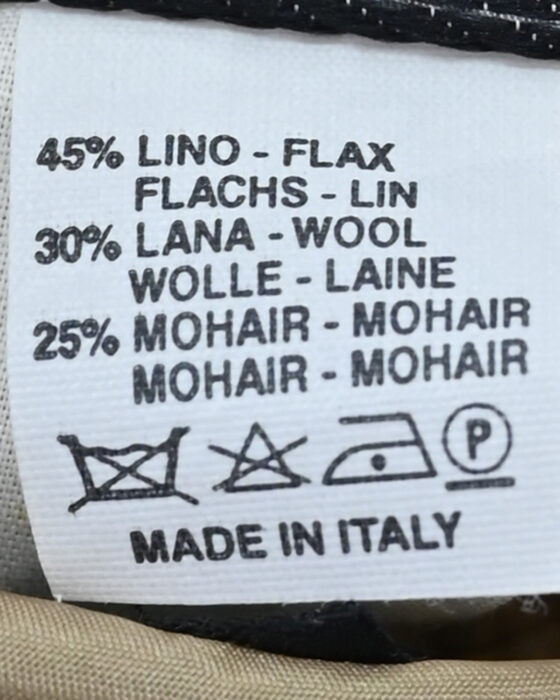 45% LINO - FLAX
FLACHS - LIN
30% LANA - WOOL
WOLLE - LAINE
25% MOHAIR - MOHAIR
MOHAIR - MOHAIR
P
MADE IN ITALY